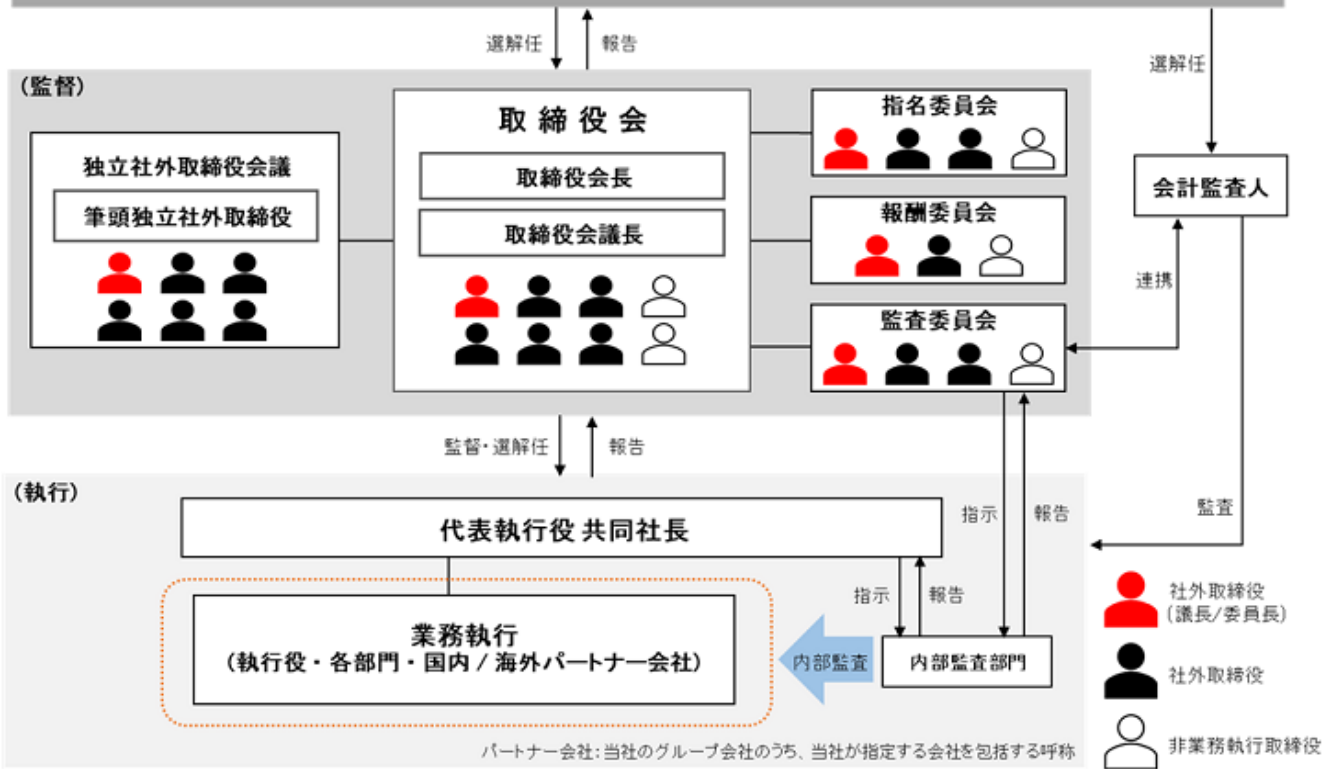 選解任
報告
選解任
(監督)
取締役会
指名委員会
独立社外取締役会議
取締役会長
会計監査人
筆頭独立社外取締役
報酬委員会
取締役会議長
連携
監査委員会
監督・選解任
報告
(執行)
指示
報告
監査
代表執行役 共同社長
指示
報告
社外取締役
(議長/委員長)
業務執行
(執行役・各部門・国内 / 海外パートナー会社)
内部監査
内部監査部門
社外取締役
非業務執行取締役
パートナー会社:当社のグループ会社のうち、当社が指定する会社を包括する呼称